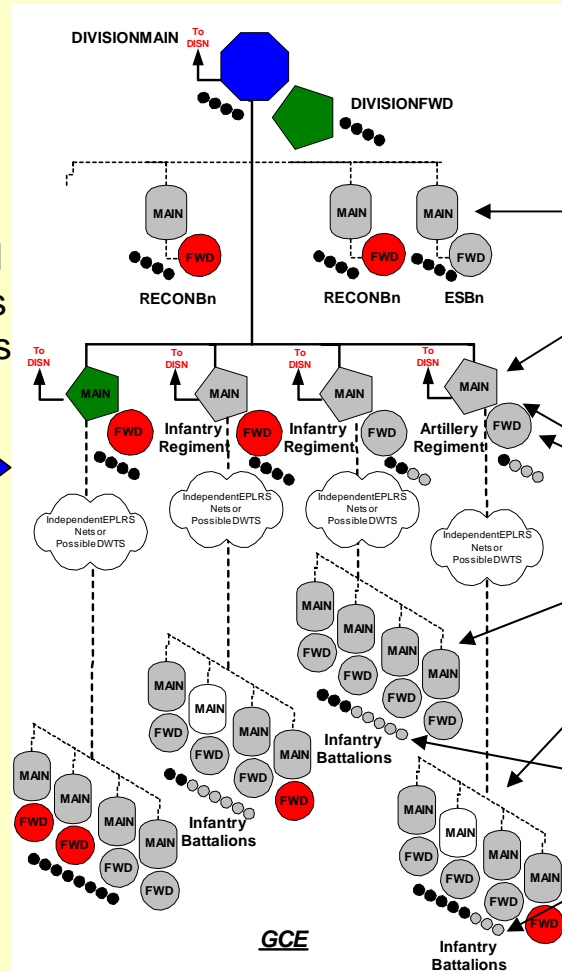 DIVISIONMAIN
To
DISN
DIVISIONFWD
MAIN
FWD
RECONBn
MAIN
FWD
RECONBn
MAIN
FWD
ESBn
s
s
To
DISN
MAIN
FWD
To
DISN
MAIN
Infantry
Regiment
FWD
To
DISN
MAIN
Infantry
Regiment
FWD
To
DISN
MAIN
Artillery
Regiment
FWD
IndependentEPLRS
Nets or
Possible DWTS
IndependentEPLRS
Nets or
Possible DWTS
IndependentEPLRS
Nets or
Possible DWTS
IndependentEPLRS
Nets or
Possible DWTS
MAIN
MAIN
MAIN
MAIN
FWD
FWD
FWD
FWD
Infantry
Battalions
MAIN
MAIN
MAIN
MAIN
FWD
FWD
FWD
FWD
Infantry
Battalions
MAIN
MAIN
MAIN
MAIN
FWD
FWD
FWD
FWD
MAIN
MAIN
MAIN
MAIN
FWD
FWD
FWD
FWD
Infantry
Battalions
GCE